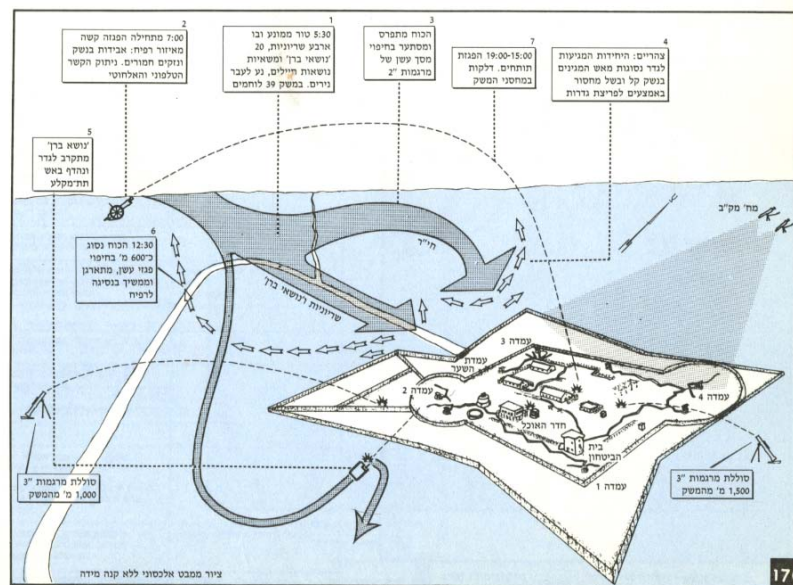 1
5:30 טור ממונע ובו
ארבע שריוניות, 20
'נושאי ברן' ומשאיות
נושאות חיילים, נע לעבר
נירים. במשק 39 לוחמים
2
7:00 מתחילה הפגזה קשה
מאיזור רפיח: אבידות בנשק
ונזקים חמורים. ניתוק הקשר
הטלפוני והאלחוטי
3
הכוח מתפרס
ומסתער בחיפוי
מסך עשן של
מרגמות 2"
4
צהריים: היחידות המגיעות
לגדר נסוגות מאש המגינים
בנשק קל ובשל מחסור
באמצעים לפריצת גדרות
5
'נושא ברן'
מתקרב לגדר
ונהדף באש
תת-מקלע
6
12:30 הכוח נסוג
כ-600 מ' בחיפוי
פגזי עשן, מתארגן
וממשיך בנסיגה
לרפיח
7
15:00-19:00 הפגזת
תותחים. דלקות
במחסני המשק
מח' מק"ב
חי"ר
שריוניות ו'נושאי ברן'
עמדה 3
עמדת
השער
עמדה 2
עמדה 4
חדר האוכל
בית
הביטחון
עמדה 1
סוללת מרגמות 3"
1,000 מ' מהמשק
סוללת מרגמות 3"
1,500 מ' מהמשק
ציור ממבט אלכסוני ללא קנה מידה
17